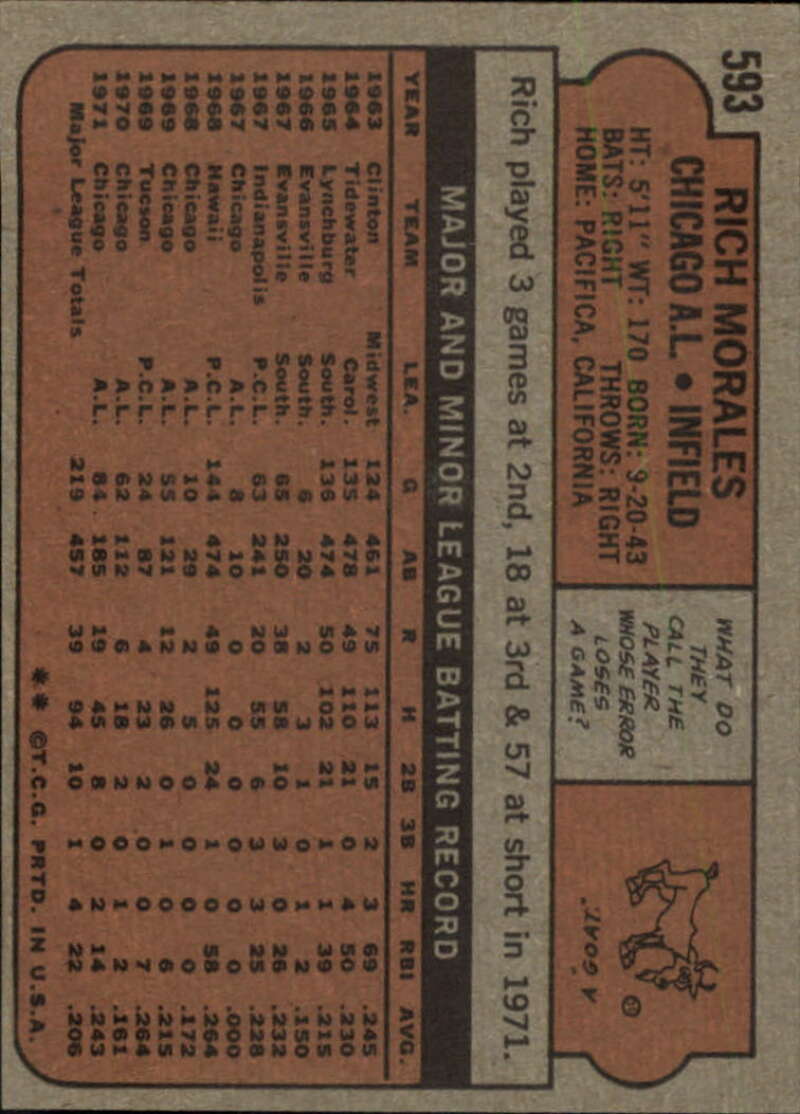 593
RICH MORALES
CHICAGO A.L. • INFIELD
HT: 5'11" WT: 170 BORN: 9-20-43
BATS: RIGHT THROWS: RIGHT
HOME: PACIFICA, CALIFORNIA
WHAT DO
THEY
CALL THE
PLAYER
WHOSE ERROR
LOSES
A GAME?
A GOAT.
Rich played 3 games at 2nd, 18 at 3rd & 57 at short in 1971.
MAJOR AND MINOR LEAGUE BATTING RECORD
YEAR TEAM LEA. G AB R H 2B 3B HR RBI AVG.
1963 Clinton Midwest 124 461 75 113 15 2 3 69 .245
1964 Tidewater Carol. 135 478 49 110 21 0 4 50 .230
1965 Lynchburg South. 136 474 50 102 21 1 1 39 .215
1966 Evansville South. 6 20 2 3 1 0 1 2 .150
1967 Evansville South. 65 250 38 58 10 3 0 26 .232
1967 Indianapolis P.C.L. 63 241 20 55 6 3 3 25 .228
1967 Chicago A.L. 8 10 0 0 0 0 0 0 .000
1968 Hawaii P.C.L. 144 474 49 125 24 1 0 58 .264
1968 Chicago A.L. 10 29 2 5 0 0 0 0 .172
1969 Chicago A.L. 55 121 12 26 0 1 0 6 .215
1969 Tucson P.C.L. 24 87 4 23 2 0 0 7 .264
1970 Chicago A.L. 62 112 6 18 2 0 1 2 .161
1971 Chicago A.L. 84 185 19 45 8 0 2 14 .243
Major League Totals 219 457 39 94 10 1 4 22 .206
** ©T.C.G. PRTD. IN U.S.A.